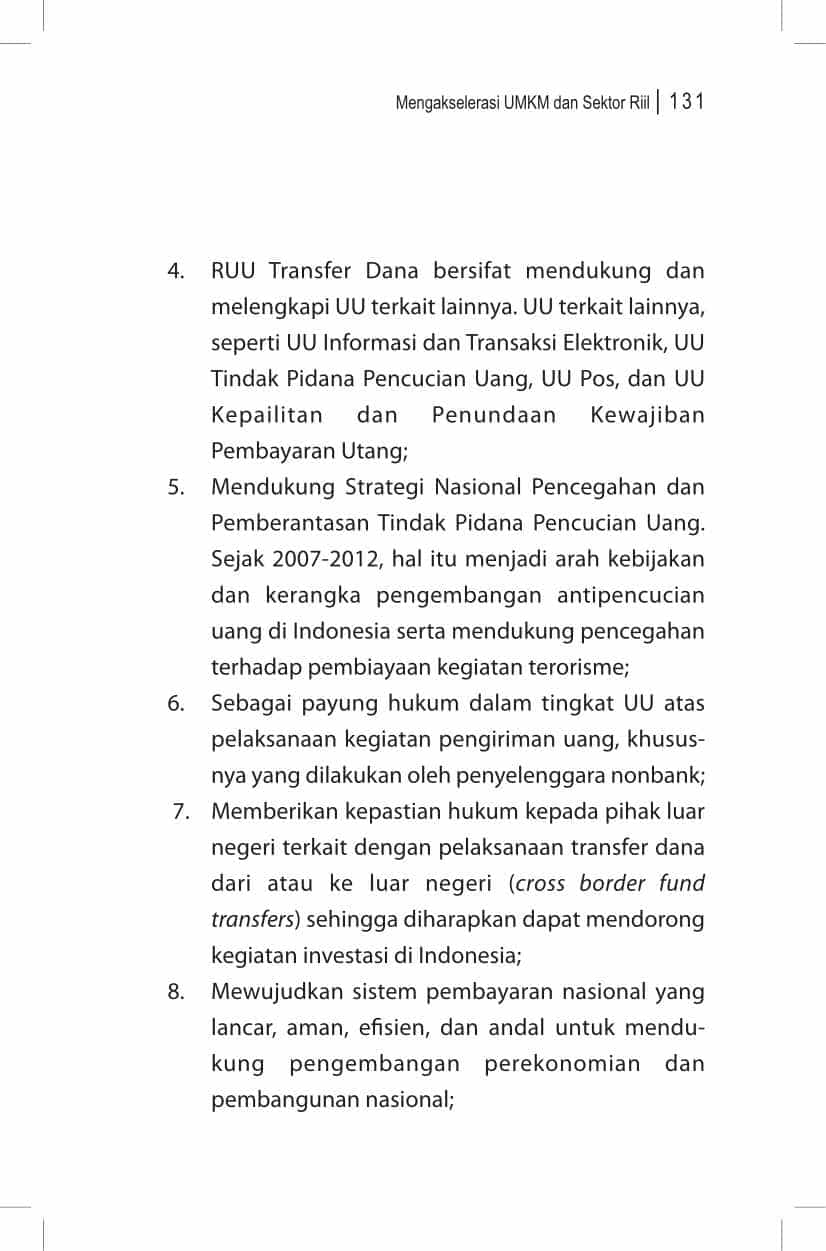 Mengakselerasi UMKM dan Sektor Riil | 131
4. RUU Transfer Dana bersifat mendukung dan
melengkapi UU terkait lainnya. UU terkait lainnya,
seperti UU Informasi dan Transaksi Elektronik, UU
Tindak Pidana Pencucian Uang, UU Pos, dan UU
Kepailitan dan Penundaan Kewajiban
Pembayaran Utang;
5. Mendukung Strategi Nasional Pencegahan dan
Pemberantasan Tindak Pidana Pencucian Uang.
Sejak 2007-2012, hal itu menjadi arah kebijakan
dan kerangka pengembangan antipencucian
uang di Indonesia serta mendukung pencegahan
terhadap pembiayaan kegiatan terorisme;
6. Sebagai payung hukum dalam tingkat UU atas
pelaksanaan kegiatan pengiriman uang, khusus-
nya yang dilakukan oleh penyelenggara nonbank;
7. Memberikan kepastian hukum kepada pihak luar
negeri terkait dengan pelaksanaan transfer dana
dari atau ke luar negeri (cross border fund
transfers) sehingga diharapkan dapat mendorong
kegiatan investasi di Indonesia;
8. Mewujudkan sistem pembayaran nasional yang
lancar, aman, efisien, dan andal untuk mendu-
kung pengembangan perekonomian dan
pembangunan nasional;